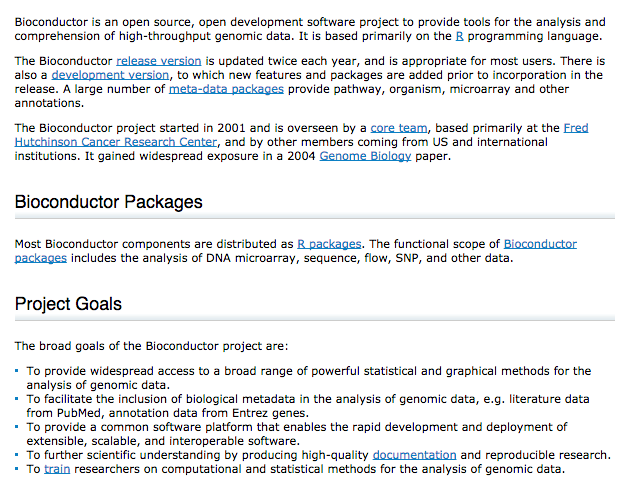 Bioconductor is an open source, open development software project to provide tools for the analysis and
comprehension of high-throughput genomic data. It is based primarily on the R programming language.
The Bioconductor release version is updated twice each year, and is appropriate for most users. There is
also a development version, to which new features and packages are added prior to incorporation in the
release. A large number of meta-data packages provide pathway, organism, microarray and other
annotations.
The Bioconductor project started in 2001 and is overseen by a core team, based primarily at the Fred
Hutchinson Cancer Research Center, and by other members coming from US and international
institutions. It gained widespread exposure in a 2004 Genome Biology paper.
Bioconductor Packages
Most Bioconductor components are distributed as R packages. The functional scope of Bioconductor
packages includes the analysis of DNA microarray, sequence, flow, SNP, and other data.
Project Goals
The broad goals of the Bioconductor project are:
• To provide widespread access to a broad range of powerful statistical and graphical methods for the
analysis of genomic data.
• To facilitate the inclusion of biological metadata in the analysis of genomic data, e.g. literature data
from PubMed, annotation data from Entrez genes.
• To provide a common software platform that enables the rapid development and deployment of
extensible, scalable, and interoperable software.
• To further scientific understanding by producing high-quality documentation and reproducible research.
• To train researchers on computational and statistical methods for the analysis of genomic data.